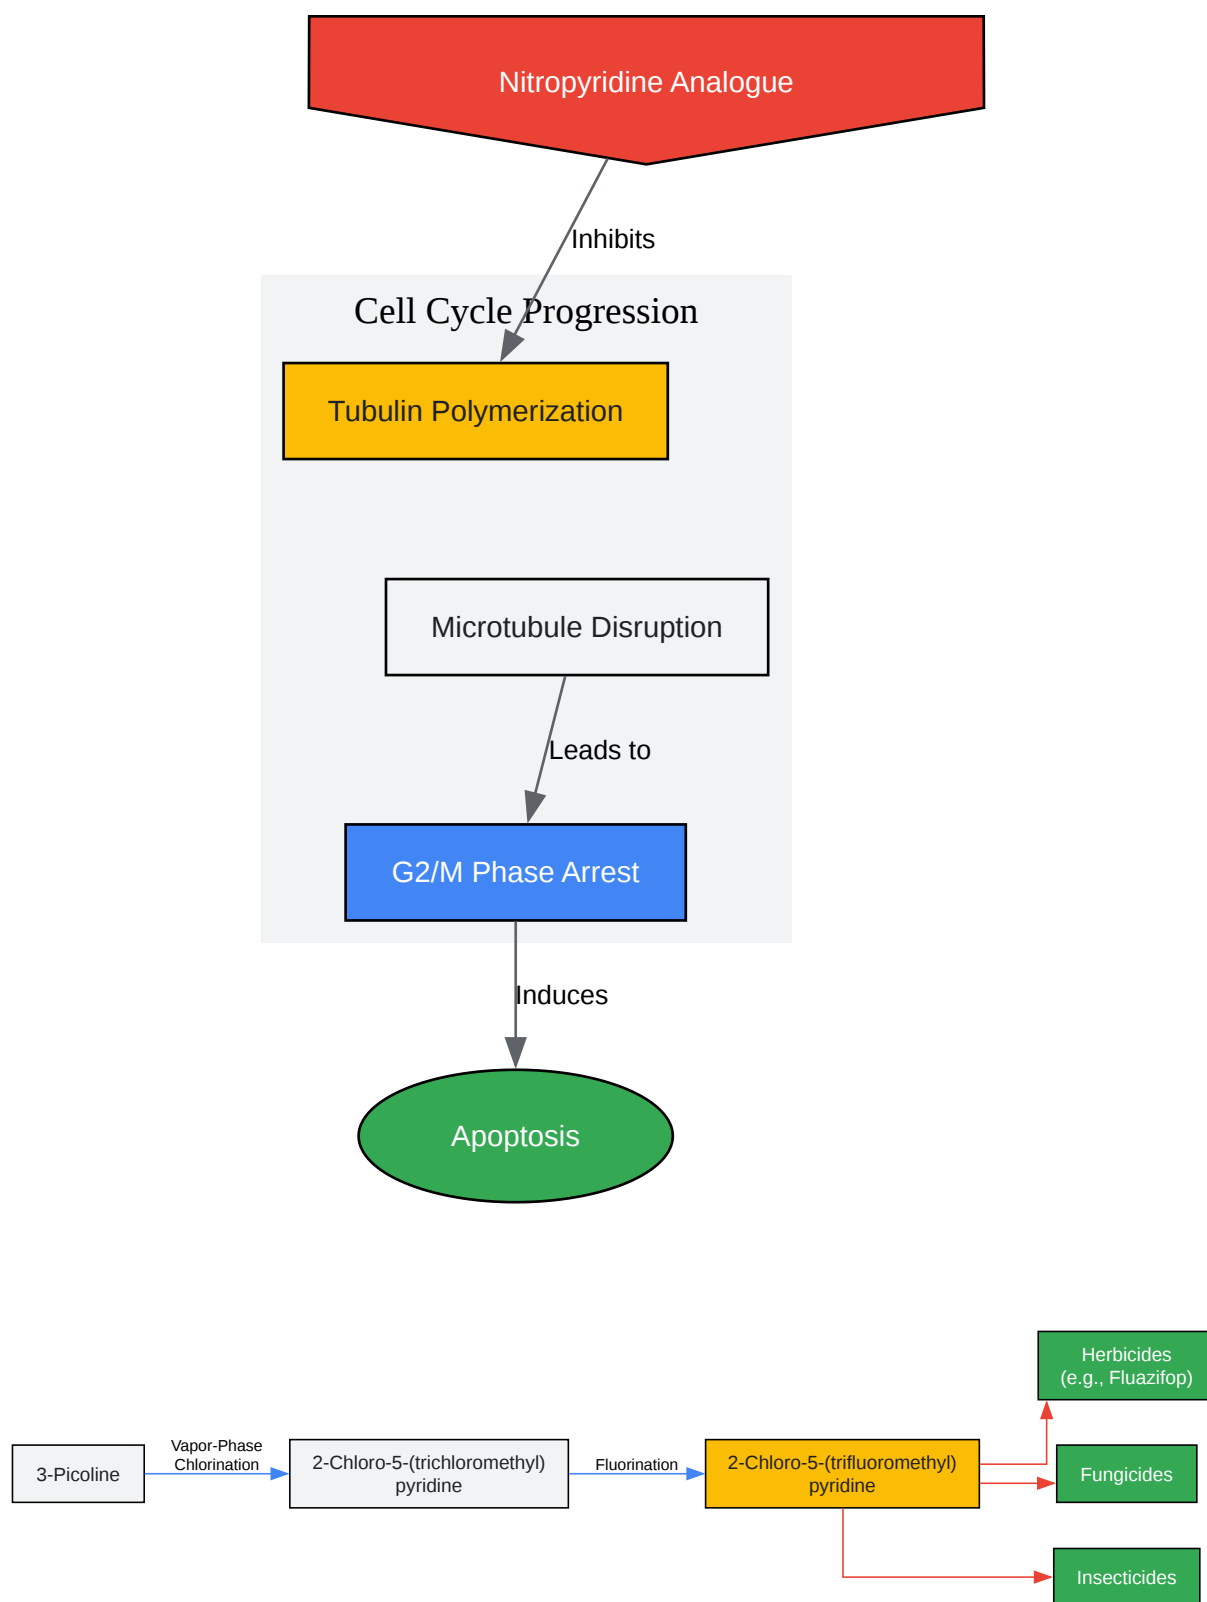 Nitropyridine Analogue
Inhibits
Cell Cycle Progression
Tubulin Polymerization
Microtubule Disruption
Leads to
G2/M Phase Arrest
Induces
Apoptosis
Herbicides
(e.g., Fluazifop)
3-Picoline
Vapor-Phase
Chlorination
2-Chloro-5-(trichloromethyl)
pyridine
Fluorination
2-Chloro-5-(trifluoromethyl)
pyridine
Fungicides
Insecticides